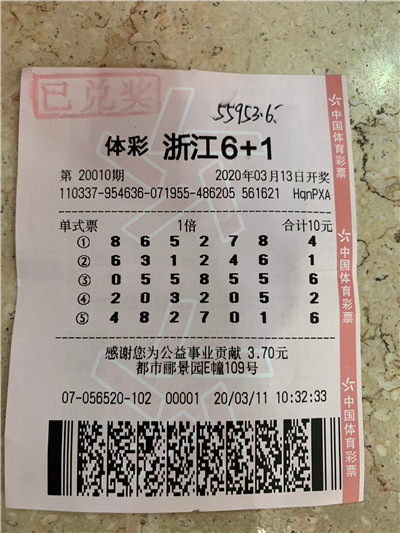 已兑奖
55953.6.
体彩 浙江6+1
第 20010期 2020年03月13日开奖
110337-954636-071955-486205 561621 HqnPXA
单式票 1倍 合计10元
① 8 6 5 2 7 8 4
② 6 3 1 2 4 6 1
③ 0 5 5 8 5 5 6
④ 2 0 3 2 0 5 2
⑤ 4 8 2 7 0 1 6
感谢您为公益事业贡献 3.70元
都市郦景园E幢109号
07-056520-102 00001 20/03/11 10:32:33
中国体育彩票
中国体育彩票
中国体育彩票